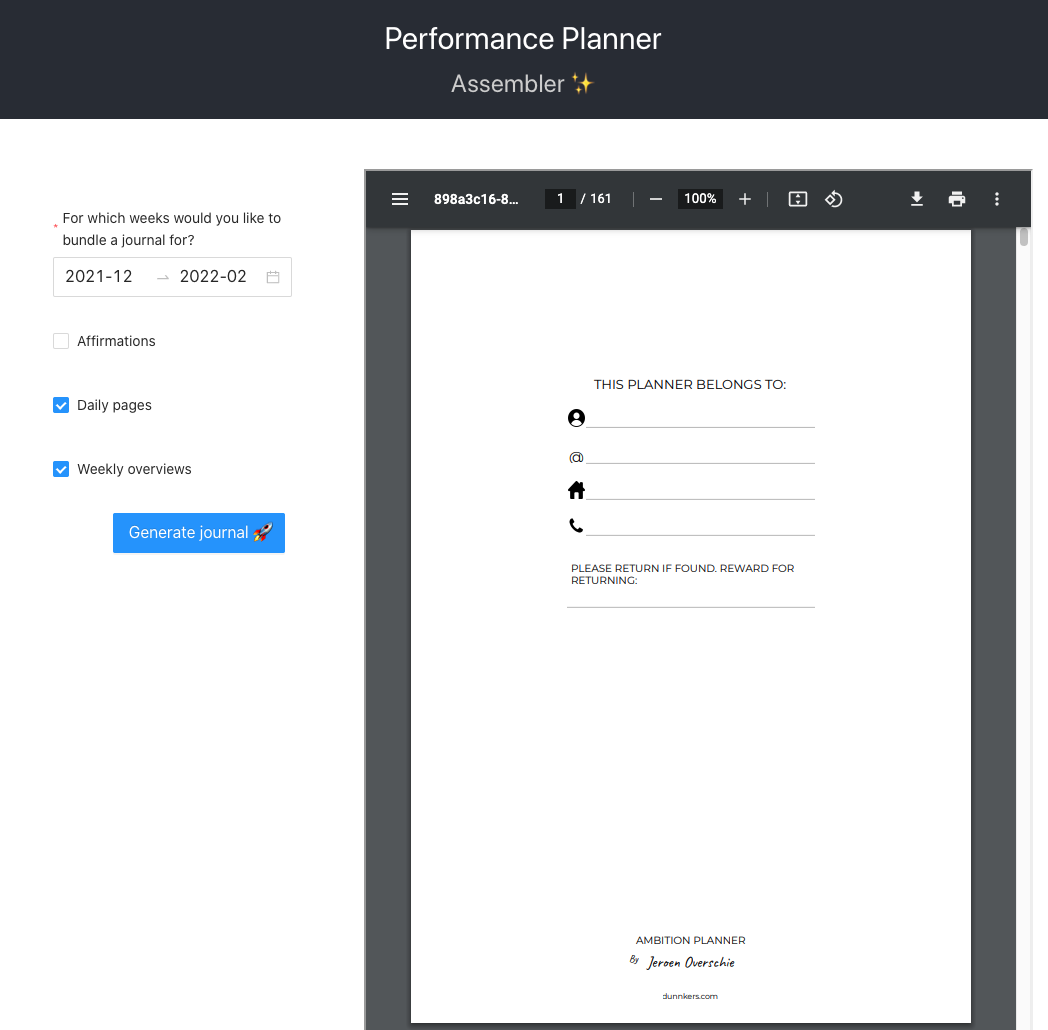 Performance Planner
Assembler ✨
* For which weeks would you like to
bundle a journal for?
2021-12 → 2022-02
Affirmations
Daily pages
Weekly overviews
Generate journal 🚀
898a3c16-8... 1 / 161 − 100% +
THIS PLANNER BELONGS TO:
@
PLEASE RETURN IF FOUND. REWARD FOR
RETURNING:
AMBITION PLANNER
By Jeroen Overschie
dunnkers.com